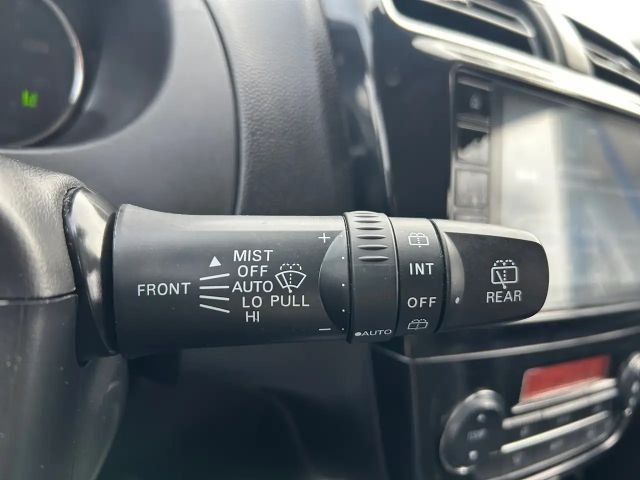 FRONT
MIST
OFF
AUTO
LO PULL
HI
+
−
●AUTO
INT
OFF
REAR